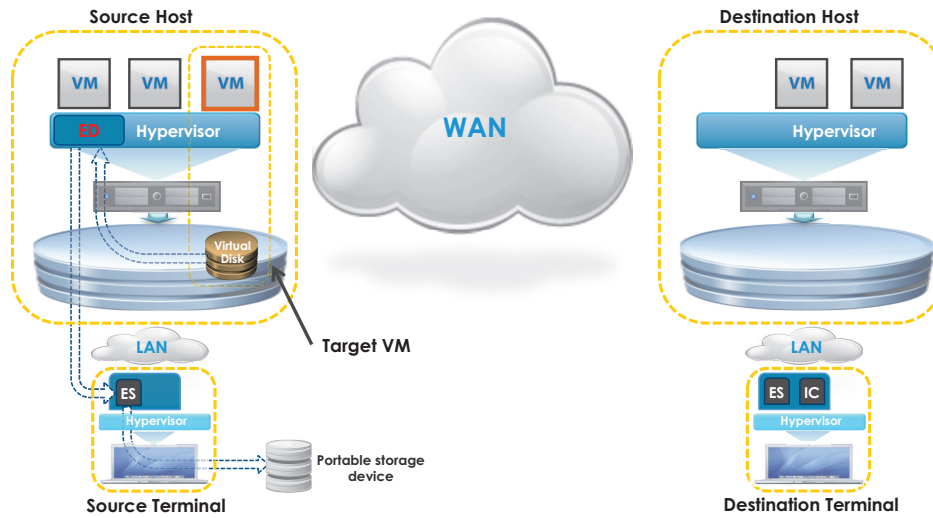 Source Host
Destination Host
VM
VM
VM
VM
VM
ED
Hypervisor
WAN
Hypervisor
Virtual
Disk
Target VM
LAN
LAN
ES
ES
IC
Hypervisor
Hypervisor
Portable storage
device
Source Terminal
Destination Terminal